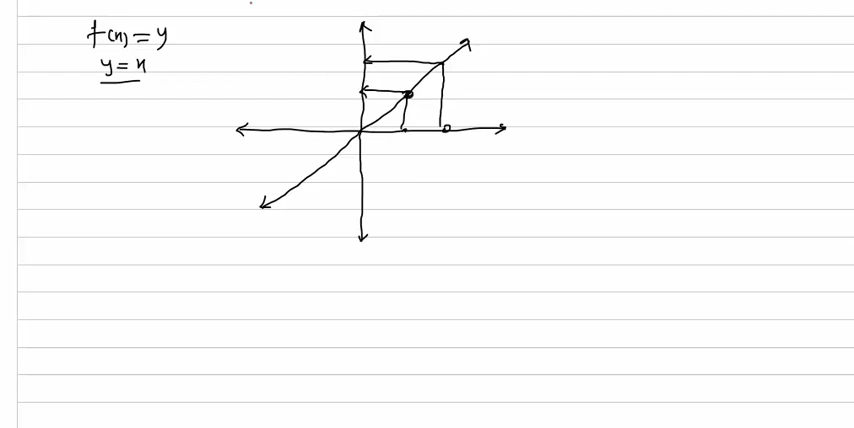 f(x) = y
y = x